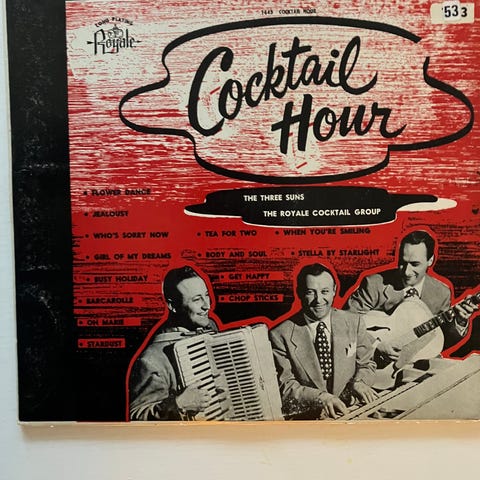 1443 COCKTAIL HOUR
533
LONG PLAYING
Royale
Cocktail
Hour
THE THREE SUNS
THE ROYALE COCKTAIL GROUP
• FLOWER DANCE
• JEALOUSY
• WHO'S SORRY NOW
• GIRL OF MY DREAMS
• BUSY HOLIDAY
• BARCAROLLE
• OH MARIE
• STARDUST
• TEA FOR TWO
• BODY AND SOUL
• GET HAPPY
• CHOP STICKS
• WHEN YOU'RE SMILING
• STELLA BY STARLIGHT